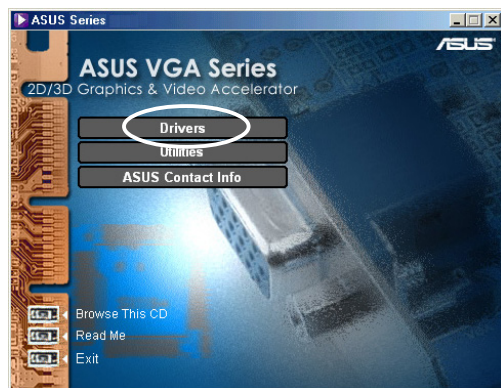 ASUS Series
ASUS
ASUS VGA Series
2D/3D Graphics & Video Accelerator
Drivers
Utilities
ASUS Contact Info
Browse This CD
Read Me
Exit